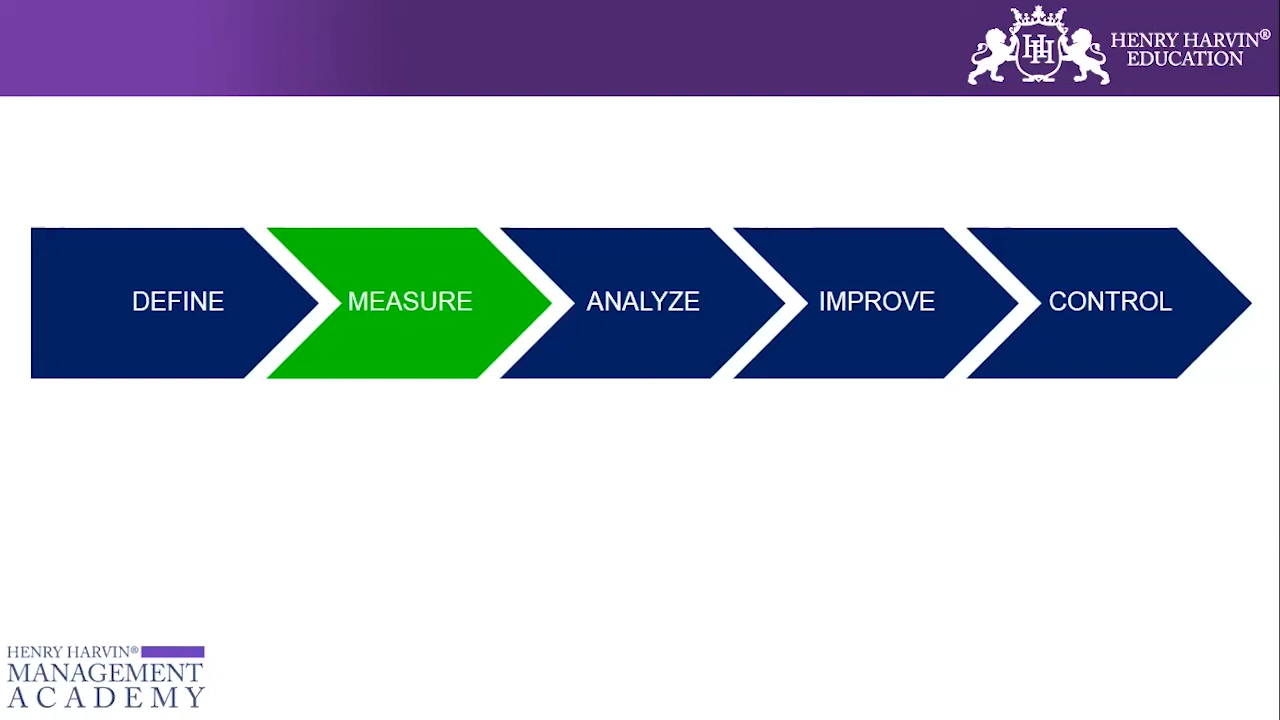 HENRY HARVIN®
EDUCATION
DEFINE
MEASURE
ANALYZE
IMPROVE
CONTROL
HENRY HARVIN®
MANAGEMENT
ACADEMY